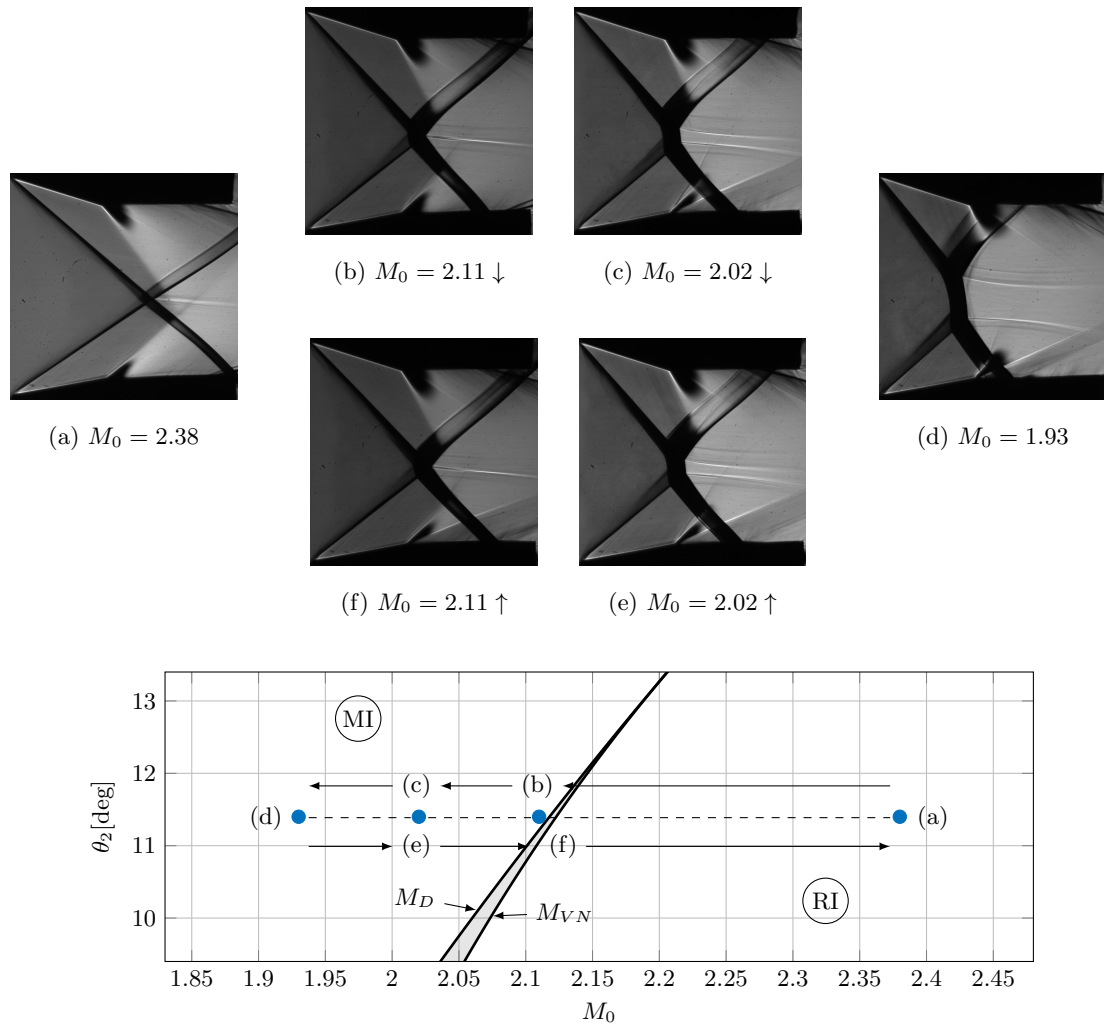 (b) M₀ = 2.11 ↓
(c) M₀ = 2.02 ↓
(a) M₀ = 2.38
(d) M₀ = 1.93
(f) M₀ = 2.11 ↑
(e) M₀ = 2.02 ↑
13
12
11
10
θ₂[deg]
MI
(c)
(b)
(d)
(a)
(e)
(f)
M_D
M_VN
RI
1.85 1.9 1.95 2 2.05 2.1 2.15 2.2 2.25 2.3 2.35 2.4 2.45
M₀